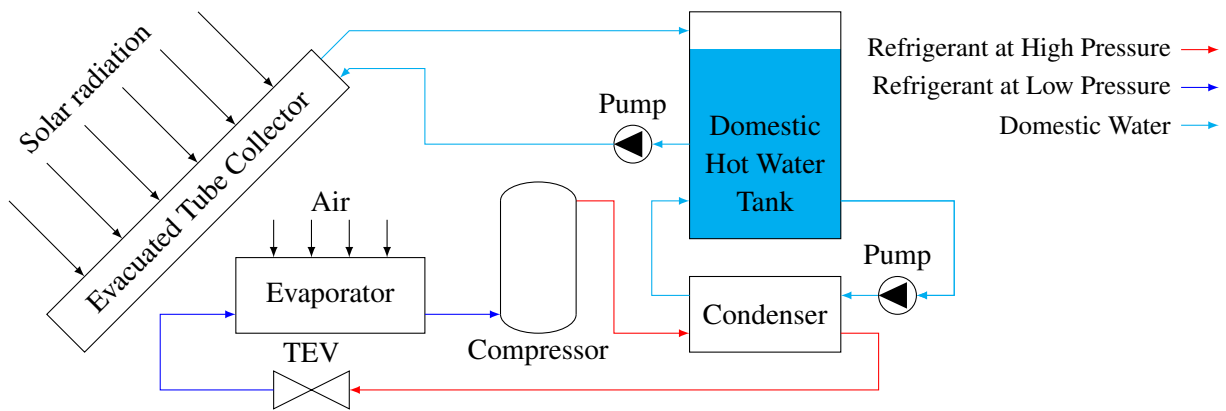 Solar radiation
Evacuated Tube Collector
Refrigerant at High Pressure
Refrigerant at Low Pressure
Domestic Water
Pump
Domestic
Hot Water
Tank
Air
Evaporator
Compressor
Pump
Condenser
TEV